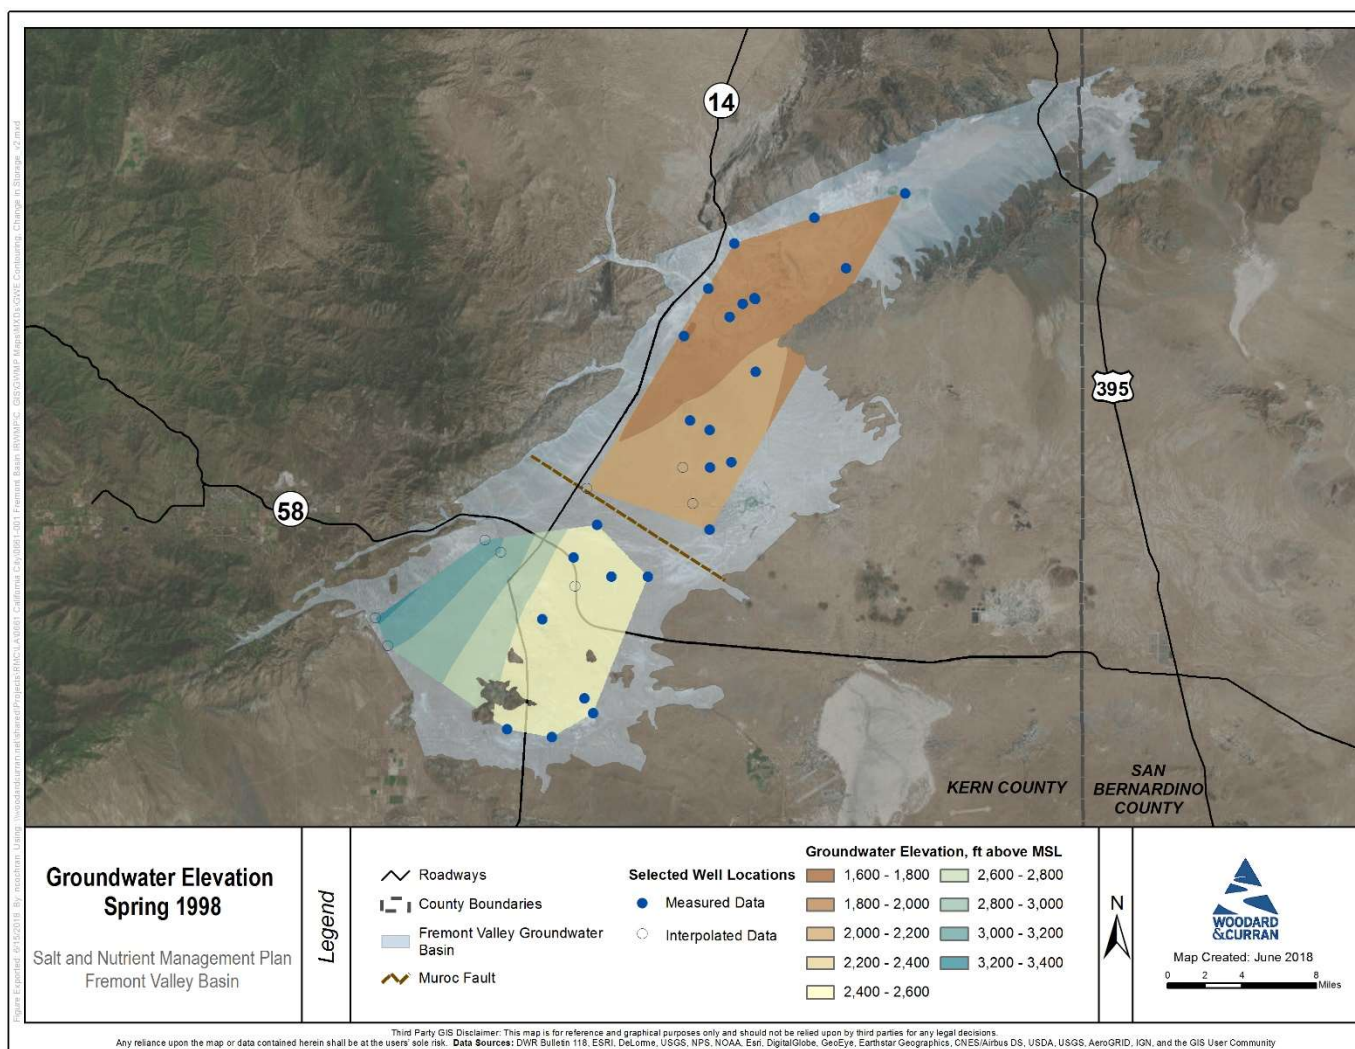 14
58
395
KERN COUNTY
SAN
BERNARDINO
COUNTY
Groundwater Elevation
Spring 1998
Salt and Nutrient Management Plan
Fremont Valley Basin
Legend
Roadways
County Boundaries
Fremont Valley Groundwater
Basin
Muroc Fault
Selected Well Locations
Measured Data
Interpolated Data
Groundwater Elevation, ft above MSL
1,600 - 1,800
1,800 - 2,000
2,000 - 2,200
2,200 - 2,400
2,400 - 2,600
2,600 - 2,800
2,800 - 3,000
3,000 - 3,200
3,200 - 3,400
N
WOODARD
&CURRAN
Map Created: June 2018
0 2 4 8
Miles
Third Party GIS Disclaimer: This map is for reference and graphical purposes only and should not be relied upon by third parties for any legal decisions.
Any reliance upon the map or data contained herein shall be at the users' sole risk. Data Sources: DWR Bulletin 118, ESRI, DeLorme, USGS, NPS, NOAA, Esri, DigitalGlobe, GeoEye, Earthstar Geographics, CNES/Airbus DS, USDA, USGS, AeroGRID, IGN, and the GIS User Community